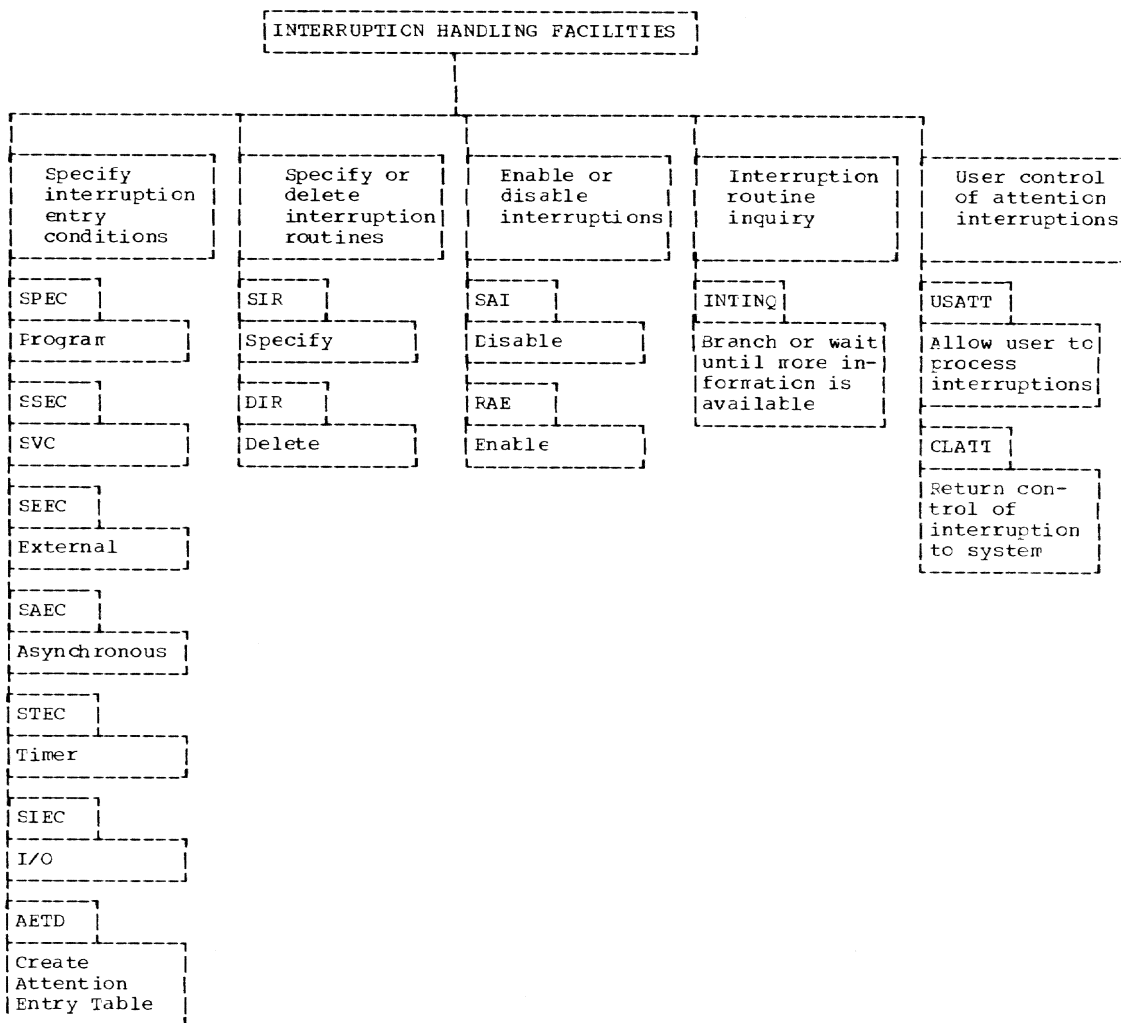 INTERRUPTION HANDLING FACILITIES
Specify
interruption
entry
conditions
SPEC
Program
SSEC
SVC
SEEC
External
SAEC
Asynchronous
STEC
Timer
SIEC
I/O
AETD
Create
Attention
Entry Table
Specify or
delete
interruption
routines
SIR
Specify
DIR
Delete
Enable or
disable
interruptions
SAI
Disable
RAE
Enable
Interruption
routine
inquiry
INTINQ
Branch or wait
until more in-
formation is
available
User control
of attention
interruptions
USATT
Allow user to
process
interruptions
CLATT
Return con-
trol of
interruption
to system